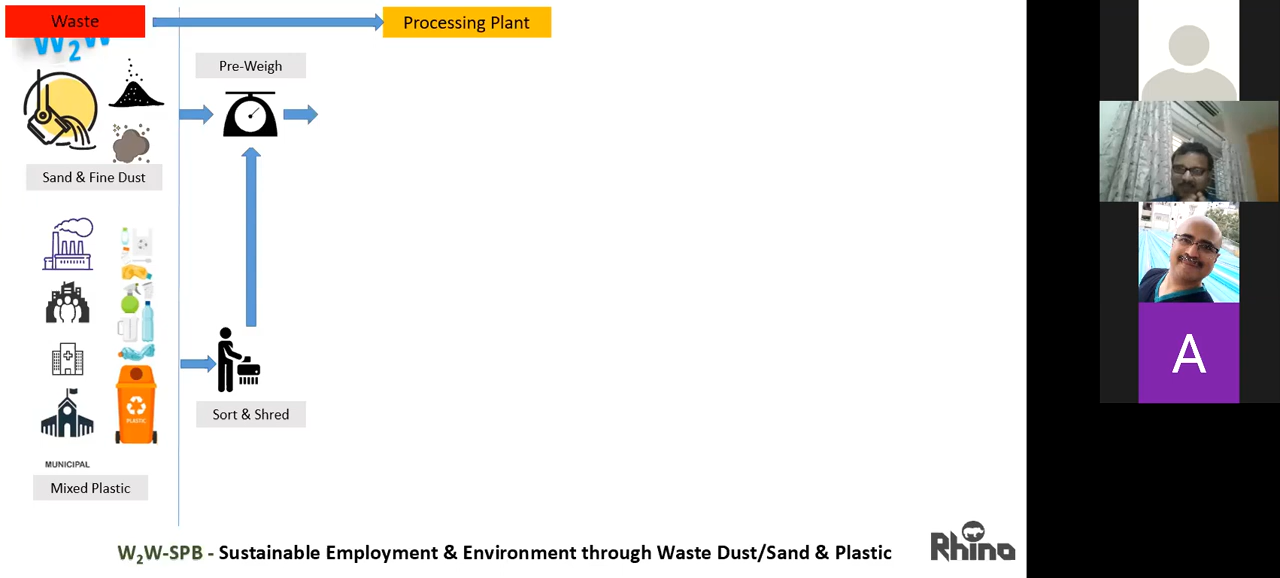 Waste
Processing Plant
W2W
Pre-Weigh
Sand & Fine Dust
PLASTIC
Sort & Shred
MUNICIPAL
Mixed Plastic
W2W-SPB - Sustainable Employment & Environment through Waste Dust/Sand & Plastic
Rhino
A